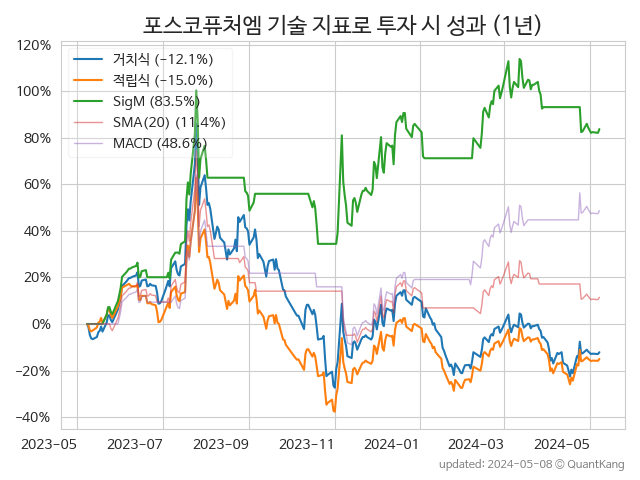 포스코퓨처엠 기술 지표로 투자 시 성과 (1년)
120%
100%
80%
60%
40%
20%
0%
−20%
−40%
거치식 (−12.1%)
적립식 (−15.0%)
SigM (83.5%)
SMA(20) (11.4%)
MACD (48.6%)
2023−05
2023−07
2023−09
2023−11
2024−01
2024−03
2024−05
updated: 2024−05−08 ⓒ QuantKang